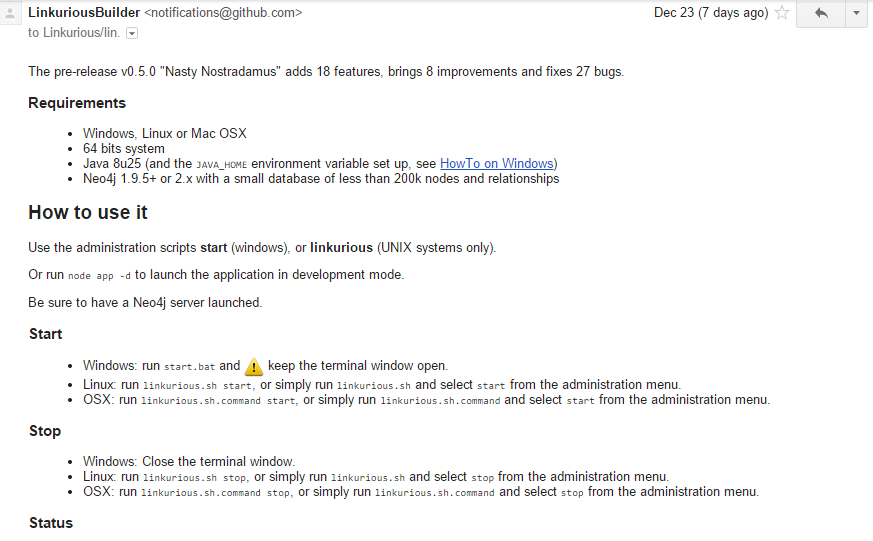 LinkuriousBuilder <notifications@github.com>
Dec 23 (7 days ago)
to Linkurious/lin.
The pre-release v0.5.0 "Nasty Nostradamus" adds 18 features, brings 8 improvements and fixes 27 bugs.
Requirements
• Windows, Linux or Mac OSX
• 64 bits system
• Java 8u25 (and the JAVA_HOME environment variable set up, see HowTo on Windows)
• Neo4j 1.9.5+ or 2.x with a small database of less than 200k nodes and relationships
How to use it
Use the administration scripts start (windows), or linkurious (UNIX systems only).
Or run node app -d to launch the application in development mode.
Be sure to have a Neo4j server launched.
Start
• Windows: run start.bat and ⚠ keep the terminal window open.
• Linux: run linkurious.sh start, or simply run linkurious.sh and select start from the administration menu.
• OSX: run linkurious.sh.command start, or simply run linkurious.sh.command and select start from the administration menu.
Stop
• Windows: Close the terminal window.
• Linux: run linkurious.sh stop, or simply run linkurious.sh and select stop from the administration menu.
• OSX: run linkurious.sh.command stop, or simply run linkurious.sh.command and select stop from the administration menu.
Status